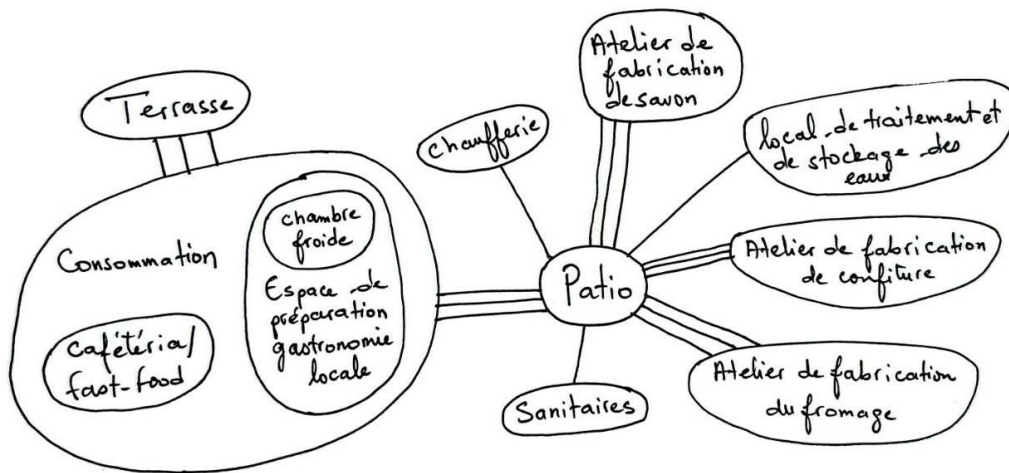 Terrasse
Consommation
chambre
froide
Espace de
préparation
gastronomie
locale
Cafétéria/
fast-food
chaufferie
Atelier de
fabrication
de savon
local de traitement et
de stockage des
eaux
Patio
Atelier de fabrication
de confiture
Atelier de fabrication
du fromage
Sanitaires